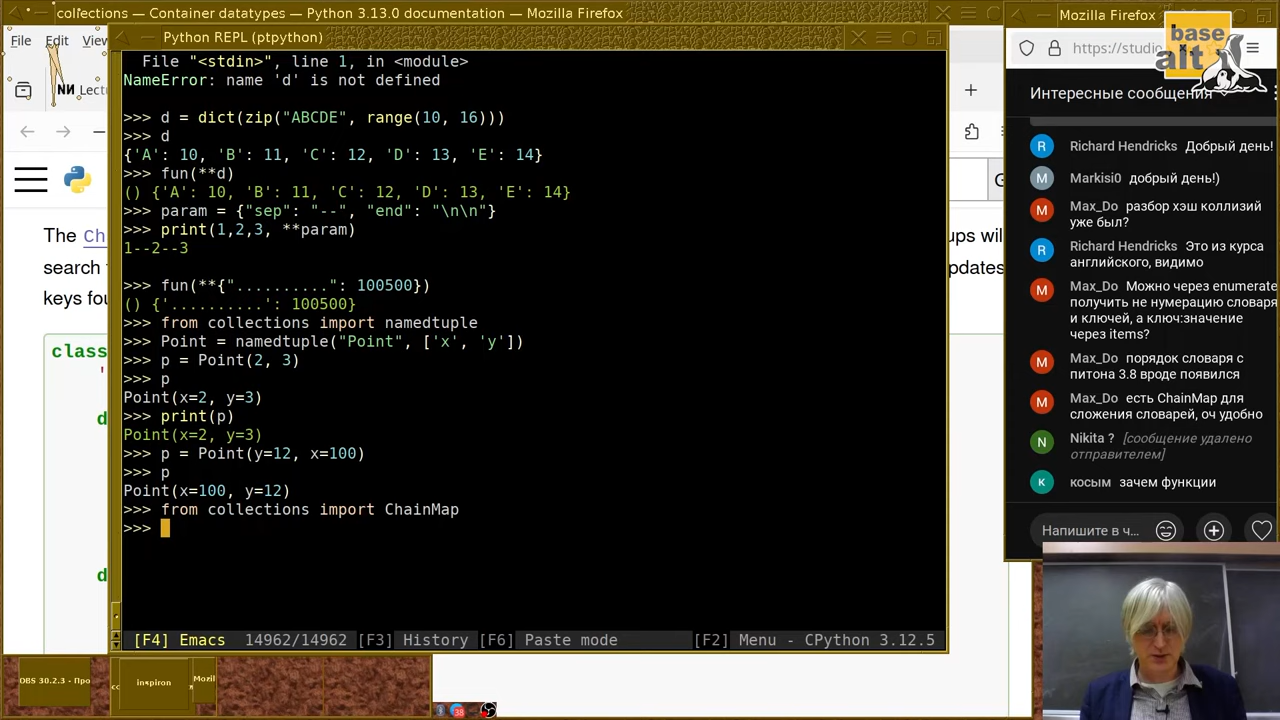 collections — Container datatypes — Python 3.13.0 documentation — Mozilla Firefox
Mozilla Firefox
File Edit View
Python REPL (ptpython)
https://studio
base
alt
Lectu
File "<stdin>", line 1, in <module>
NameError: name 'd' is not defined
>>> d = dict(zip("ABCDE", range(10, 16)))
>>> d
{'A': 10, 'B': 11, 'C': 12, 'D': 13, 'E': 14}
>>> fun(**d)
() {'A': 10, 'B': 11, 'C': 12, 'D': 13, 'E': 14}
>>> param = {"sep": "--", "end": "\n\n"}
>>> print(1,2,3, **param)
1--2--3
>>> fun(**{"..........": 100500})
() {'..........': 100500}
>>> from collections import namedtuple
>>> Point = namedtuple("Point", ['x', 'y'])
>>> p = Point(2, 3)
>>> p
Point(x=2, y=3)
>>> print(p)
Point(x=2, y=3)
>>> p = Point(y=12, x=100)
>>> p
Point(x=100, y=12)
>>> from collections import ChainMap
>>>
[F4] Emacs 14962/14962 [F3] History [F6] Paste mode [F2] Menu - CPython 3.12.5
The Ch
search
keys fou
class
d
d
G
ups wil
pdates
Интересные сообщения
R Richard Hendricks Добрый день!
M Markisi0 добрый день!)
M Max_Do разбор хэш коллизий
уже был?
R Richard Hendricks Это из курса
английского, видимо
M Max_Do Можно через enumerate
получить не нумерацию словаря
и ключей, а ключ:значение
через items?
M Max_Do порядок словаря с
питона 3.8 вроде появился
M Max_Do есть ChainMap для
сложения словарей, оч удобно
N Nikita ? [сообщение удалено
отправителем]
К косым зачем функции
Напишите в ч...
OBS 30.2.3 - Про
inspiron
Mozil
38